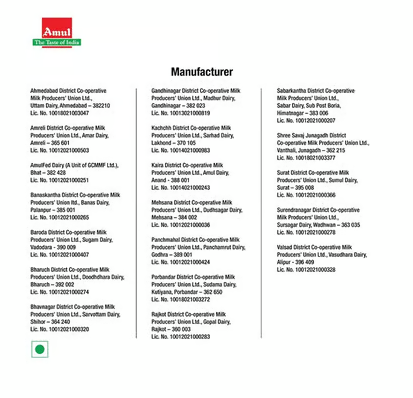 Amul
The Taste of India
Manufacturer
Ahmedabad District Co-operative
Milk Producers' Union Ltd.,
Uttam Dairy, Ahmedabad – 382210
Lic. No. 10018021003047
Amreli District Co-operative Milk
Producers' Union Ltd., Amar Dairy,
Amreli – 365 601
Lic. No. 10012021000503
AmulFed Dairy (A Unit of GCMMF Ltd.),
Bhat – 382 428
Lic. No. 10012021000251
Banaskantha District Co-operative Milk
Producers' Union ltd., Banas Dairy,
Palanpur – 385 001
Lic. No. 10012021000265
Baroda District Co-operative Milk
Producers' Union Ltd., Sugam Dairy,
Vadodara - 390 009
Lic. No. 10012021000407
Bharuch District Co-operative Milk
Producers' Union Ltd., Doodhdhara Dairy,
Bharuch – 392 002
Lic. No. 10012021000274
Bhavnagar District Co-operative Milk
Producers' Union Ltd., Sarvottam Dairy,
Shihor – 364 240
Lic. No. 10012021000320
Gandhinagar District Co-operative Milk
Producers' Union Ltd., Madhur Dairy,
Gandhinagar – 382 023
Lic. No. 10013021000819
Kachchh District Co-operative Milk
Producers' Union Ltd., Sarhad Dairy,
Lakhond - 370 105
Lic. No. 10014021000983
Kaira District Co-operative Milk
Producers' Union Ltd., Amul Dairy,
Anand - 388 001
Lic. No. 10014021000243
Mehsana District Co-operative Milk
Producers' Union Ltd., Dudhsagar Dairy,
Mehsana – 384 002
Lic. No. 10012021000036
Panchmahal District Co-operative Milk
Producers' Union Ltd., Panchamrut Dairy,
Godhra – 389 001
Lic. No. 10012021000424
Porbandar District Co-operative Milk
Producers' Union Ltd., Sudama Dairy,
Kutiyana, Porbandar – 362 650
Lic. No. 10018021003272
Rajkot District Co-operative Milk
Producers' Union Ltd., Gopal Dairy,
Rajkot – 360 003
Lic. No. 10012021000283
Sabarkantha District Co-operative
Milk Producers' Union Ltd.,
Sabar Dairy, Sub Post Boria,
Himatnagar – 383 006
Lic. No. 10012021000207
Shree Savaj Junagadh District
Co-operative Milk Producers' Union Ltd.,
Vanthali, Junagadh – 362 215
Lic. No. 10018021003377
Surat District Co-operative Milk
Producers' Union Ltd., Sumul Dairy,
Surat – 395 008
Lic. No. 10012021000366
Surendranagar District Co-operative
Milk Producers' Union Ltd.,
Sursagar Dairy, Wadhwan – 363 035
Lic. No. 10012021000278
Valsad District Co-operative Milk
Producers' Union Ltd., Vasudhara Dairy,
Alipur - 396 409
Lic. No. 10012021000328